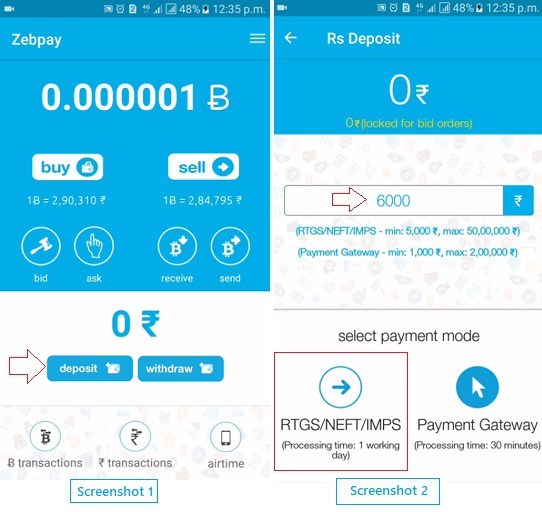 4G
48%
12:35 p.m.
Zebpay
0.000001 Ƀ
buy
sell
1Ƀ = 2,90,310 ₹
1Ƀ = 2,84,795 ₹
bid
ask
receive
send
0 ₹
deposit
withdraw
Ƀ transactions
₹ transactions
airtime
Screenshot 1
4G
48%
12:35 p.m.
Rs Deposit
0₹
0₹(locked for bid orders)
6000
₹
(RTGS/NEFT/IMPS - min: 5,000 ₹, max: 50,00,000 ₹)
(Payment Gateway - min: 1,000 ₹, max: 2,00,000 ₹)
select payment mode
RTGS/NEFT/IMPS
(Processing time: 1 working
day)
Payment Gateway
(Processing time: 30 minutes)
Screenshot 2